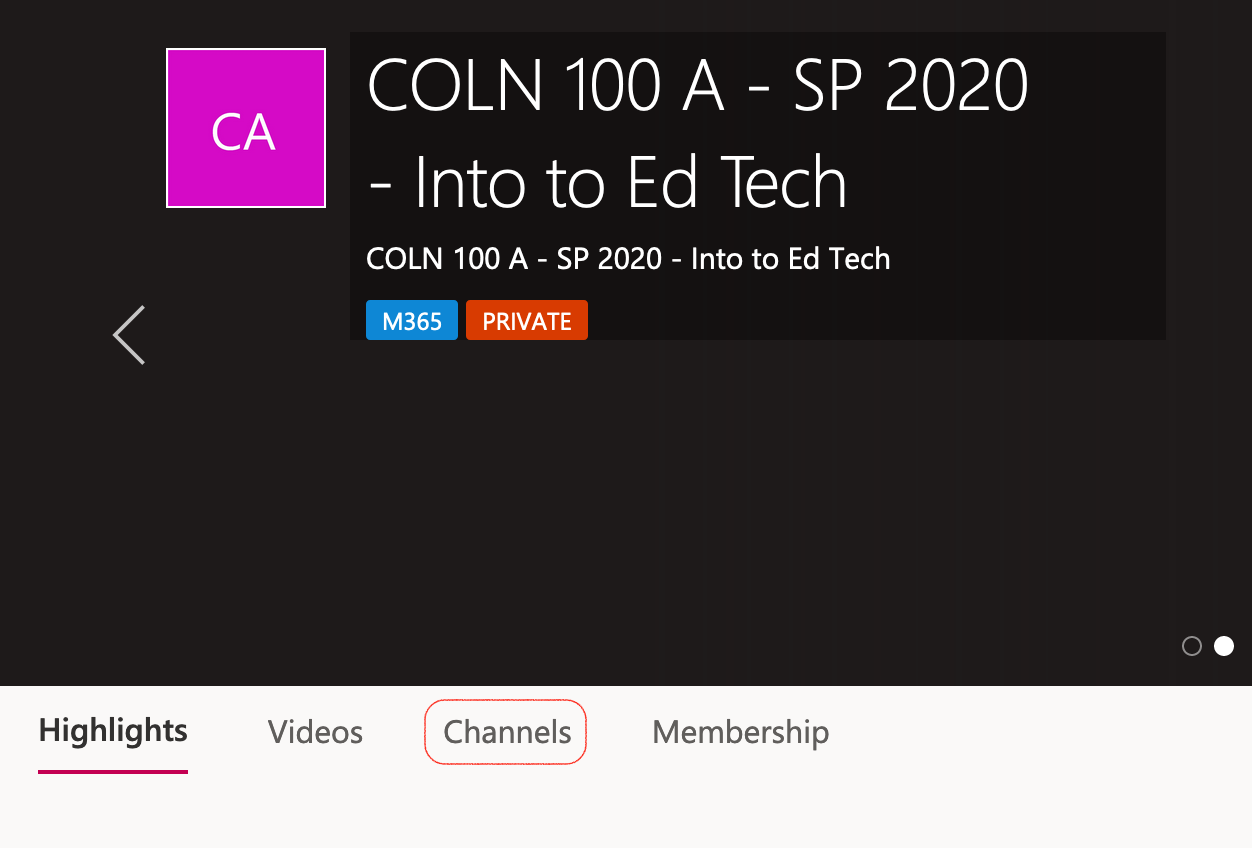 CA
COLN 100 A - SP 2020
- Into to Ed Tech
COLN 100 A - SP 2020 - Into to Ed Tech
M365 PRIVATE
Highlights Videos Channels Membership